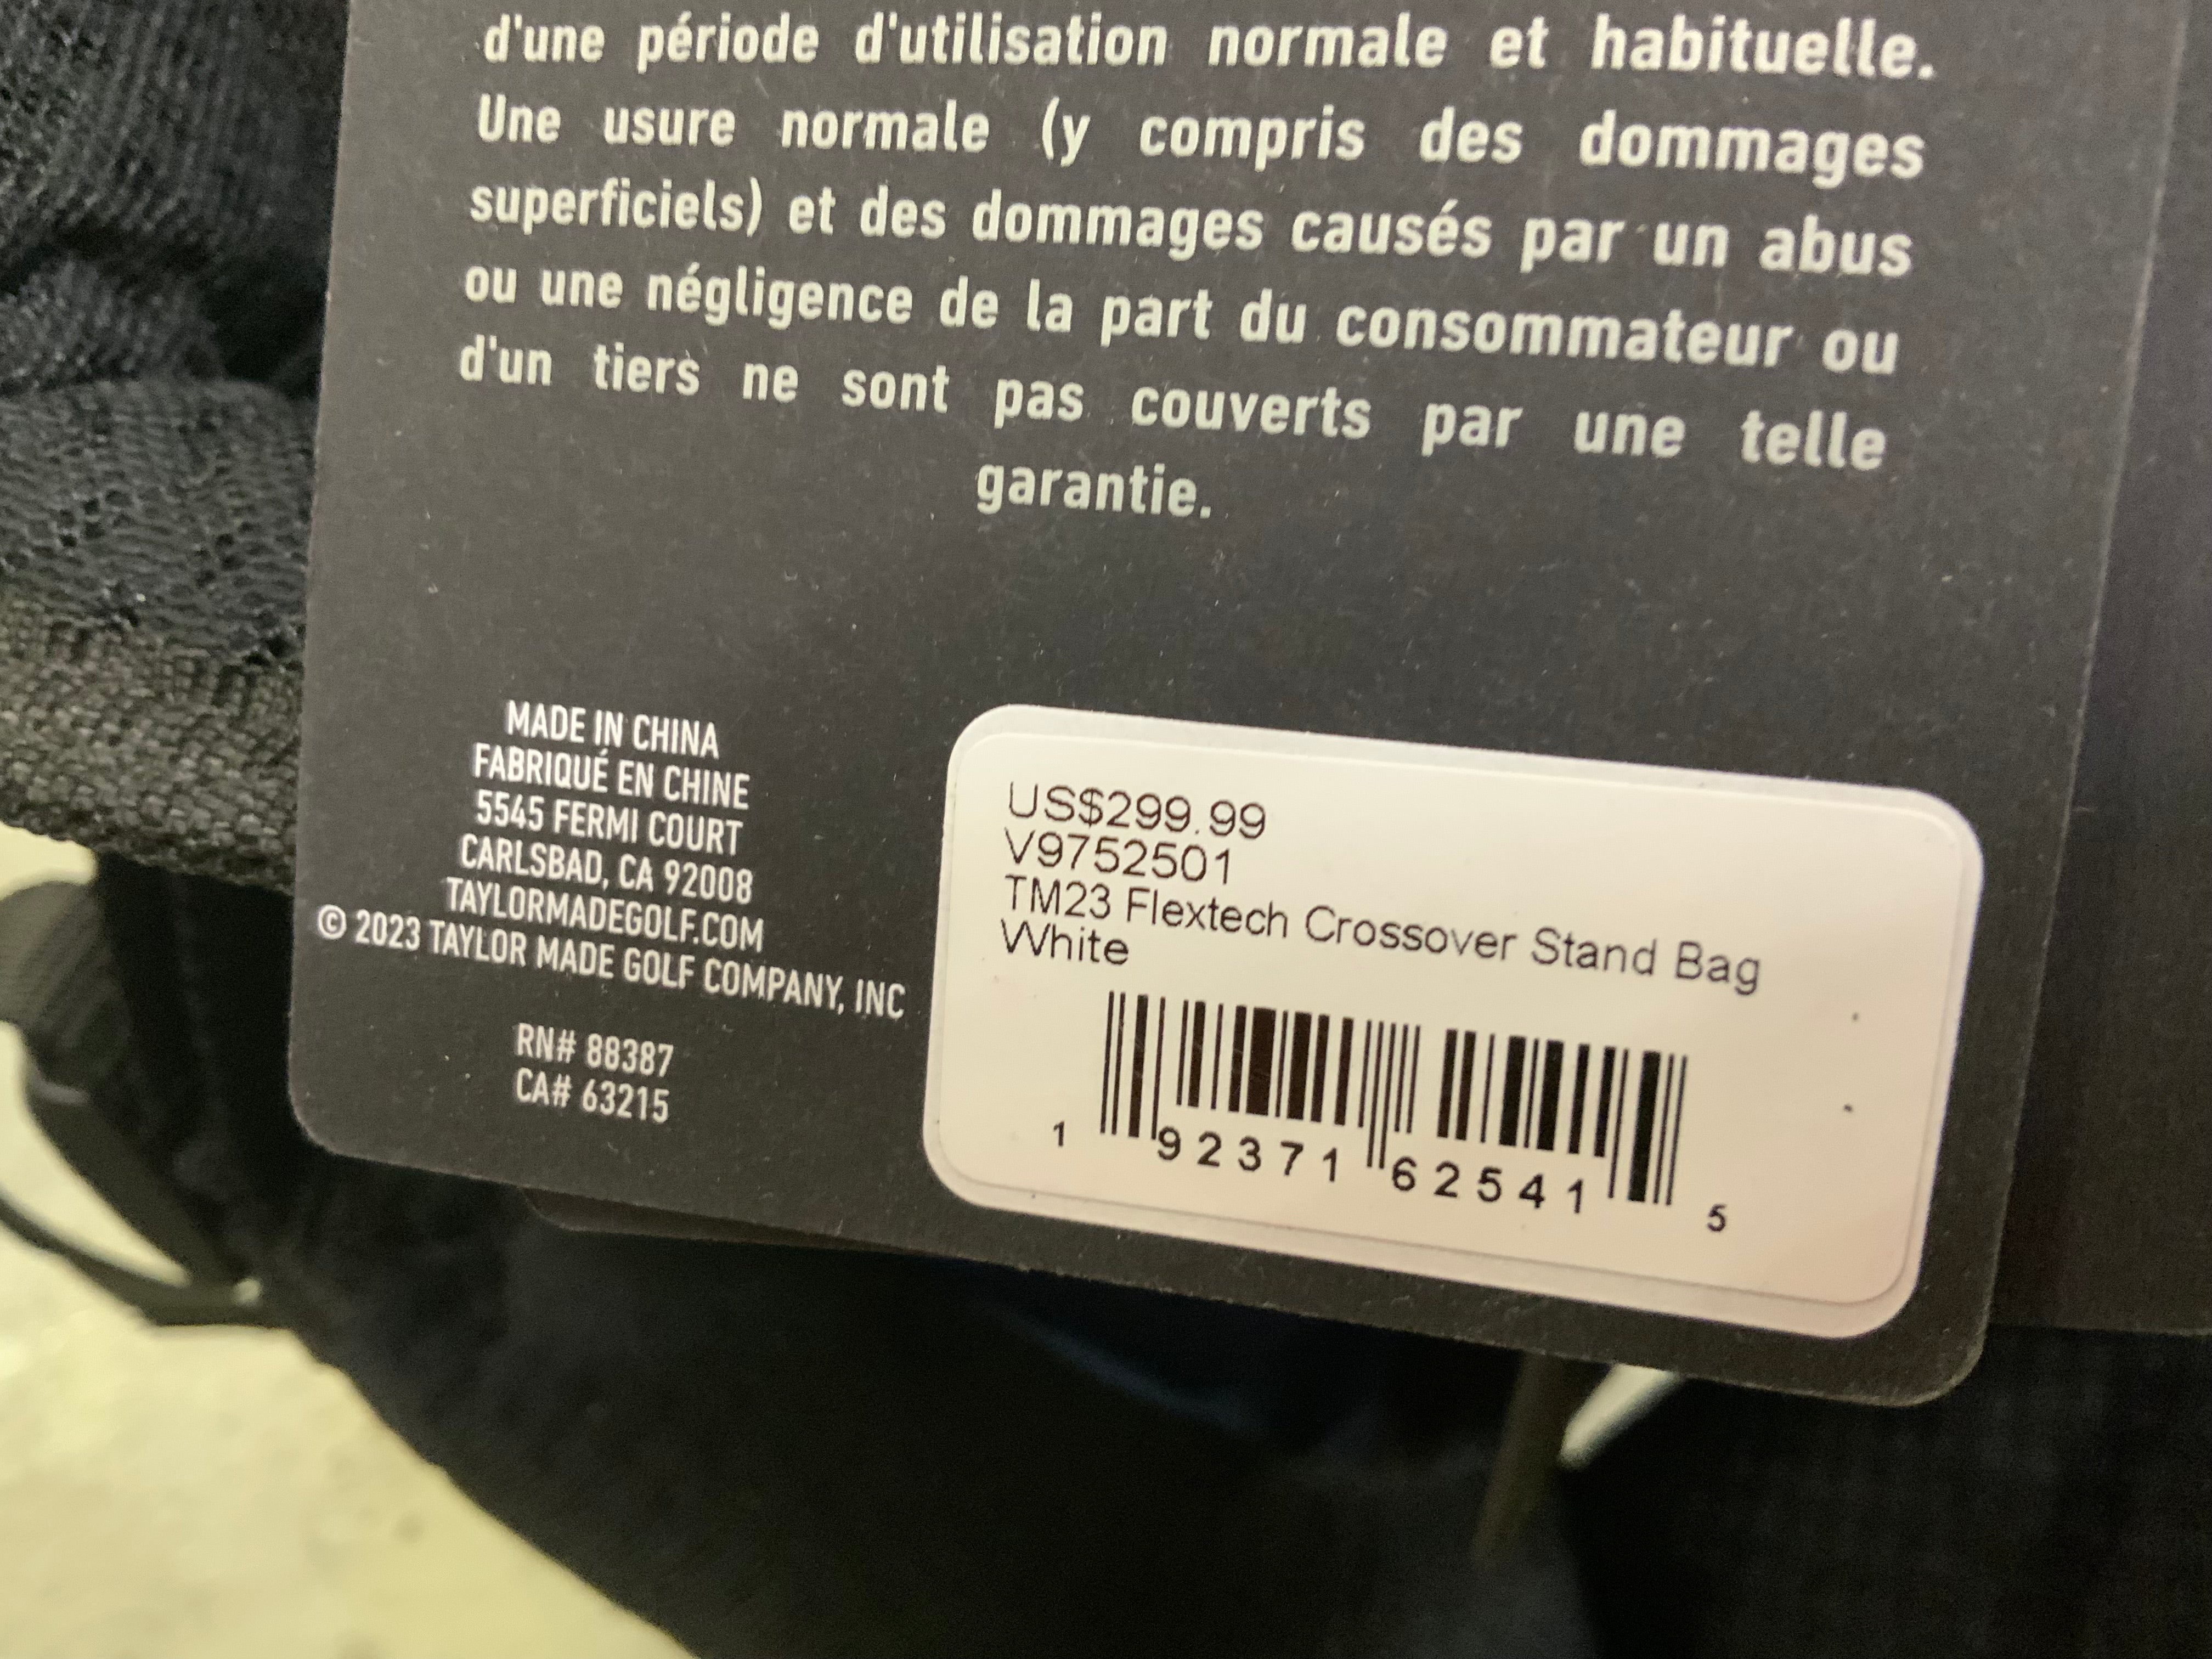 d'une période d'utilisation normale et habituelle.
Une usure normale (y compris des dommages
superficiels) et des dommages causés par un abus
ou une négligence de la part du consommateur ou
d'un tiers ne sont pas couverts par une telle
garantie.
MADE IN CHINA
FABRIQUÉ EN CHINE
5545 FERMI COURT
CARLSBAD, CA 92008
TAYLORMADEGOLF.COM
© 2023 TAYLOR MADE GOLF COMPANY, INC
RN# 88387
CA# 63215
US$299.99
V9752501
TM23 Flextech Crossover Stand Bag
White
1 92371 62541 5